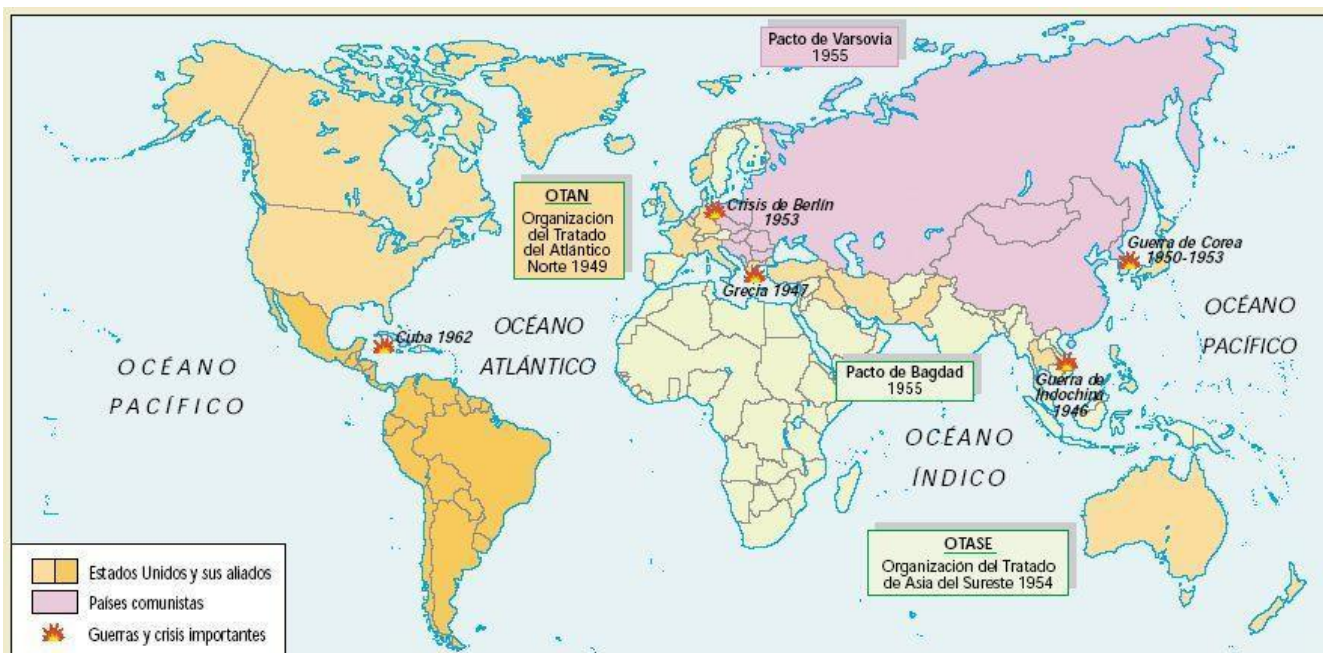 Pacto de Varsovia
1955
OTAN
Organización
del Tratado
del Atlántico
Norte 1949
Crisis de Berlín
1953
Guerra de Corea
1950-1953
Grecia 1947
Cuba 1962
OCÉANO
ATLÁNTICO
OCÉANO
PACÍFICO
OCÉANO
PACÍFICO
Pacto de Bagdad
1955
Guerra de
Indochina
1946
OCÉANO
ÍNDICO
OTASE
Organización del Tratado
de Asia del Sureste 1954
Estados Unidos y sus aliados
Países comunistas
Guerras y crisis importantes